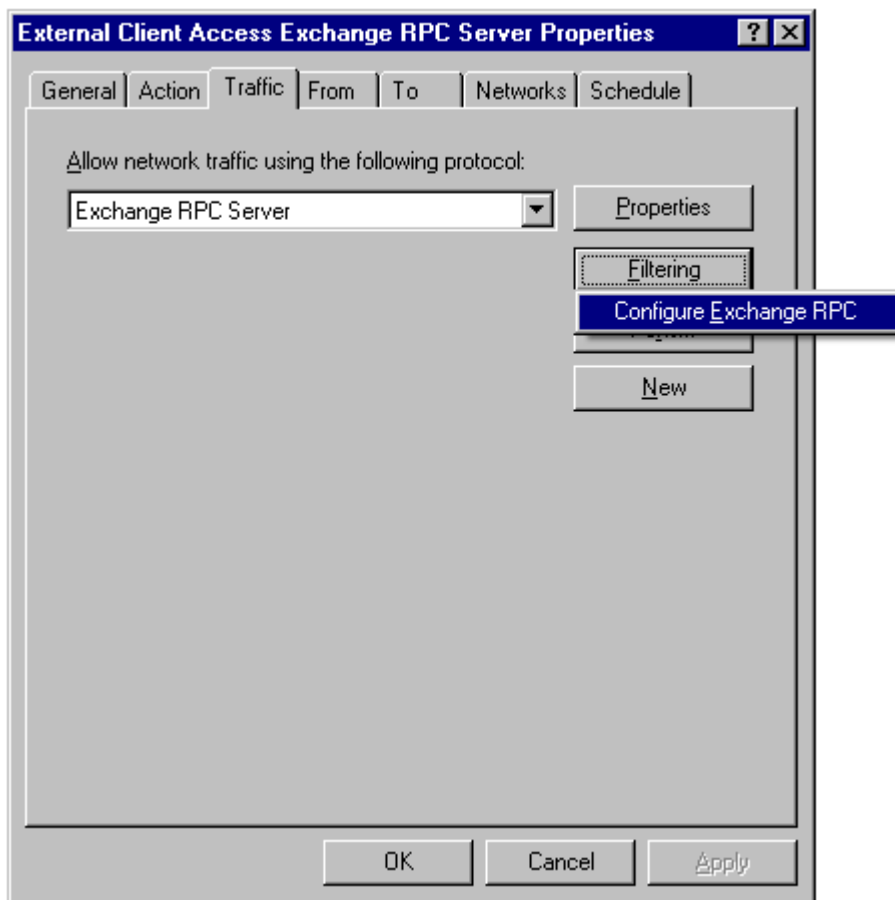 External Client Access Exchange RPC Server Properties ? ×
General Action Traffic From To Networks Schedule
Allow network traffic using the following protocol:
Exchange RPC Server
Properties
Filtering
Configure Exchange RPC
New
OK Cancel Apply